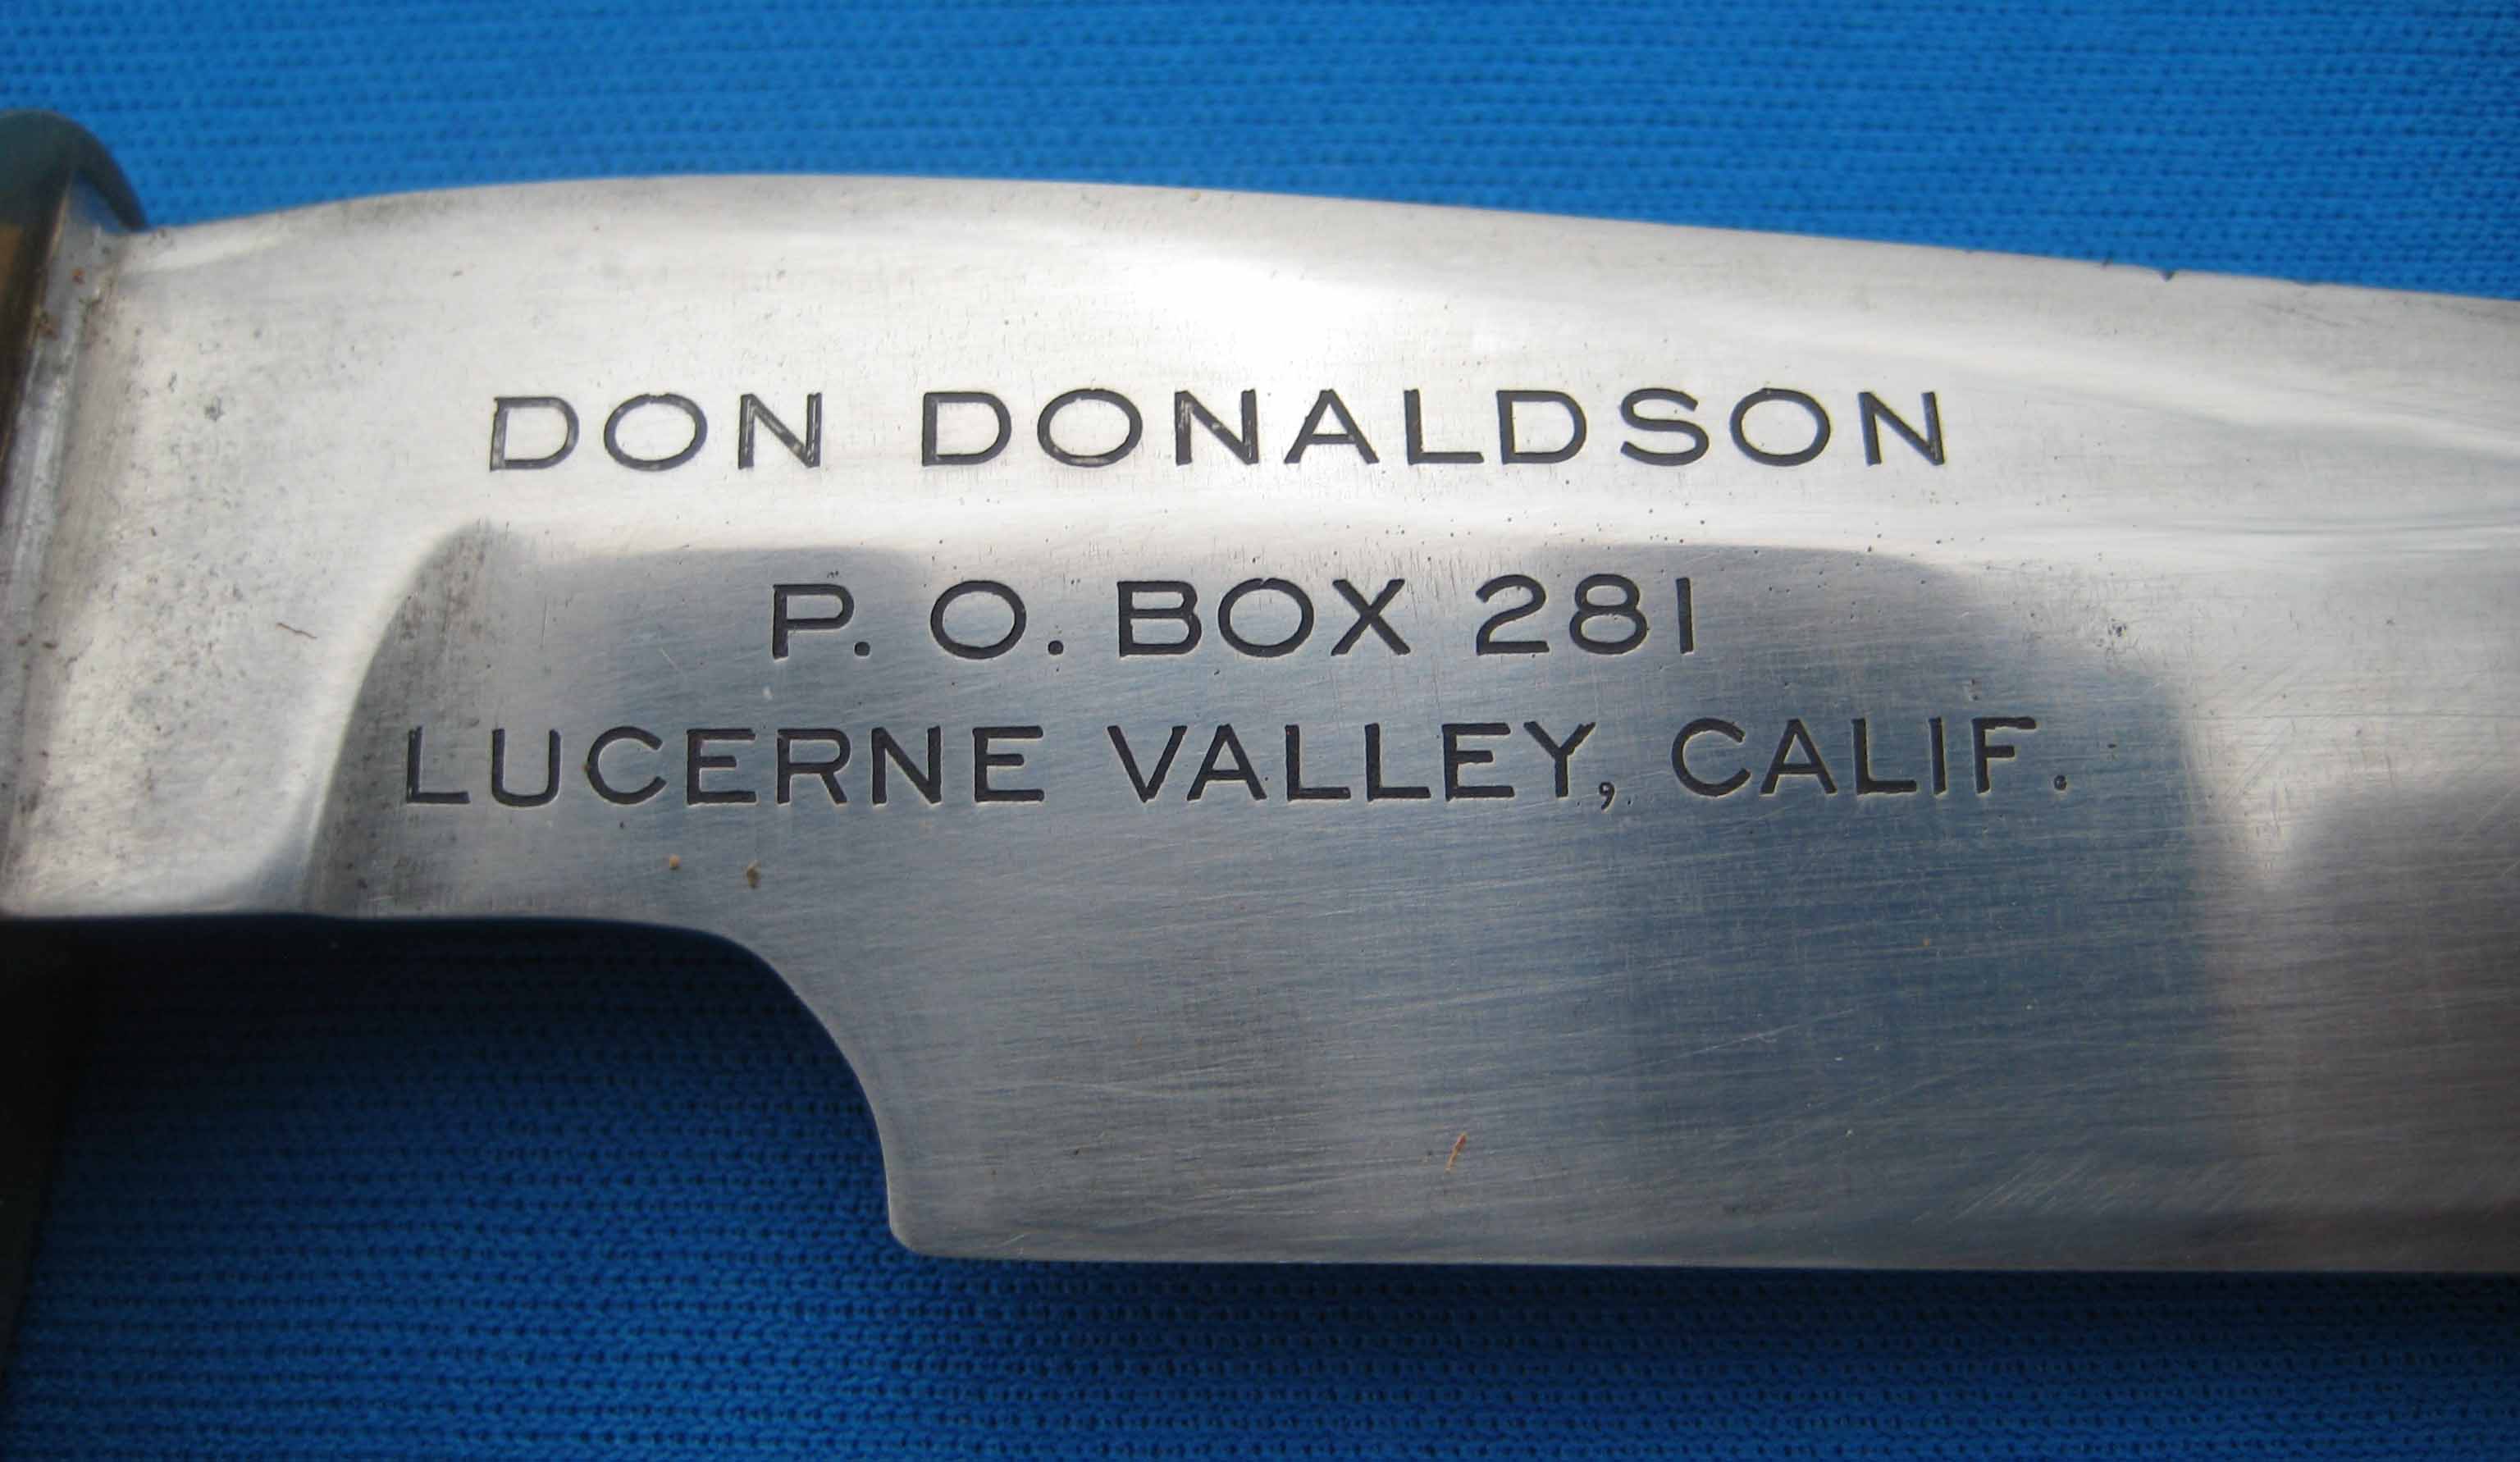 DON DONALDSON
P. O. BOX 281
LUCERNE VALLEY, CALIF.